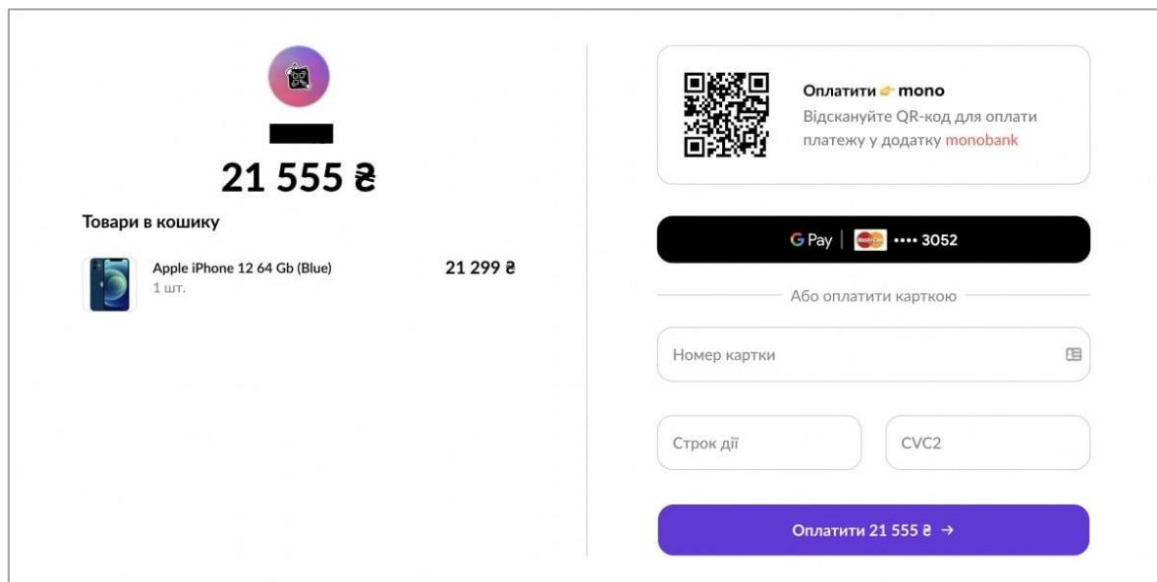 21 555 ₴
Товари в кошику
Apple iPhone 12 64 Gb (Blue)
1 шт.
21 299 ₴
Оплатити 👉 mono
Відскануйте QR-код для оплати
платежу у додатку monobank
G Pay | MasterCard •••• 3052
Або оплатити карткою
Номер картки
Строк дії
CVC2
Оплатити 21 555 ₴ →